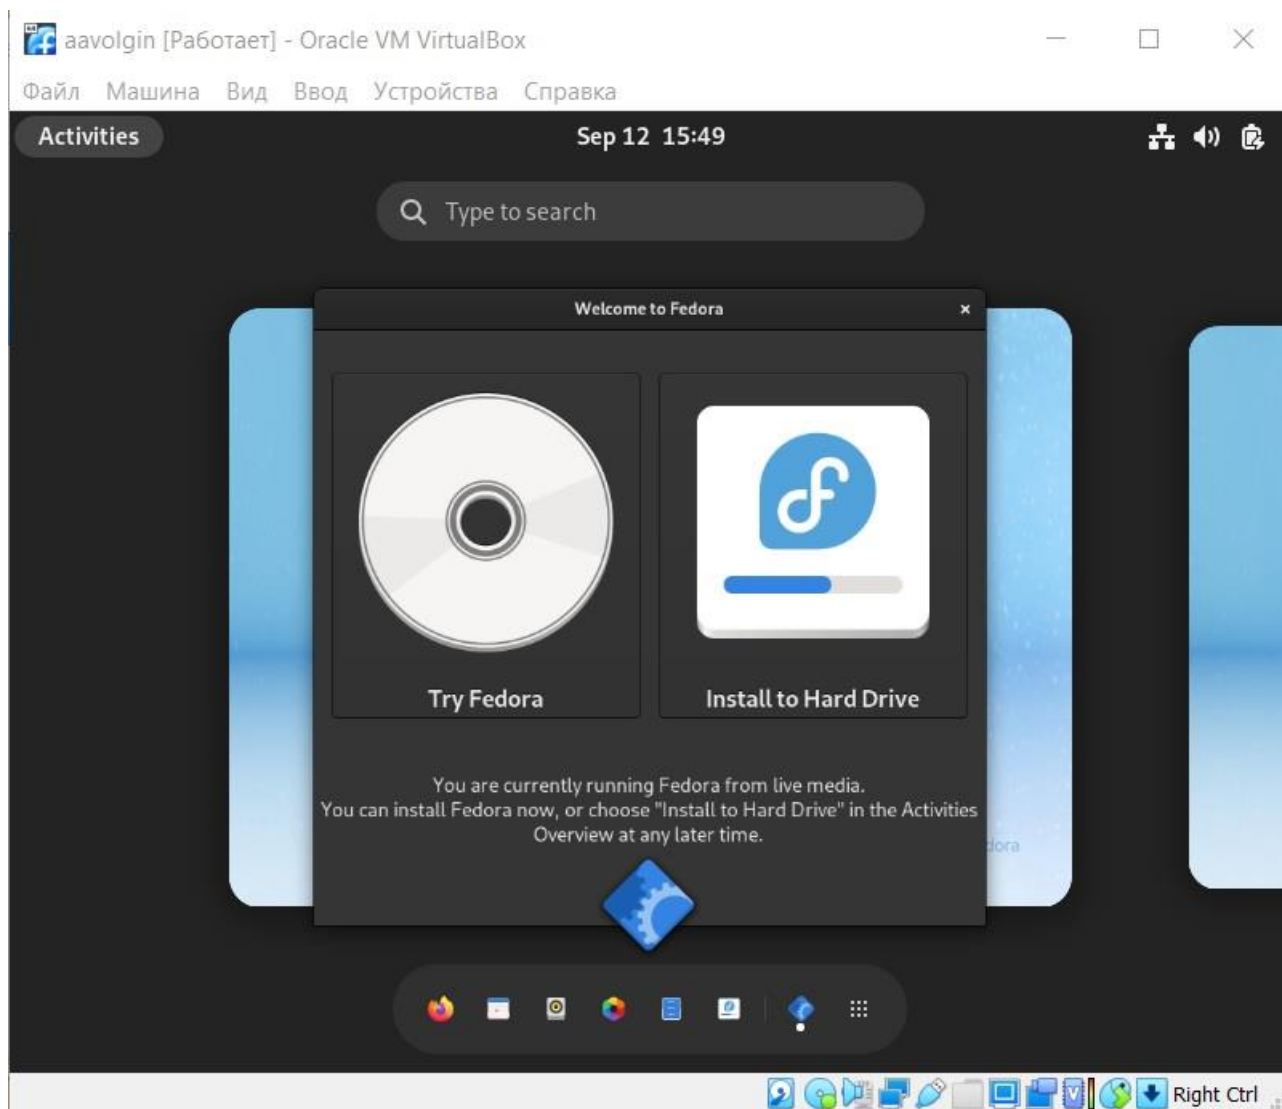 aavolgin [Работает] - Oracle VM VirtualBox
Файл Машина Вид Ввод Устройства Справка
Activities
Sep 12 15:49
Type to search
Welcome to Fedora
Try Fedora
Install to Hard Drive
You are currently running Fedora from live media.
You can install Fedora now, or choose "Install to Hard Drive" in the Activities
Overview at any later time.
dora
Right Ctrl